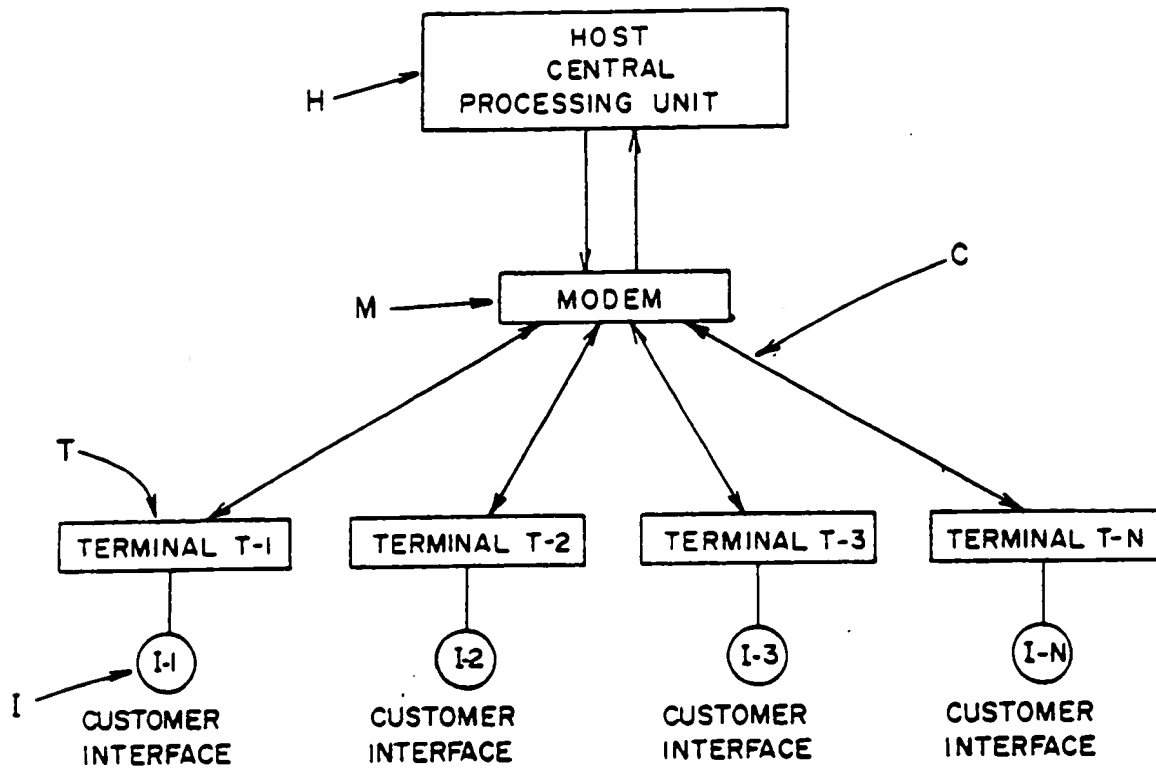 HOST
CENTRAL
PROCESSING UNIT
H
C
M
MODEM
T
TERMINAL T-1
TERMINAL T-2
TERMINAL T-3
TERMINAL T-N
I-1
I-2
I-3
I-N
I
CUSTOMER
INTERFACE
CUSTOMER
INTERFACE
CUSTOMER
INTERFACE
CUSTOMER
INTERFACE